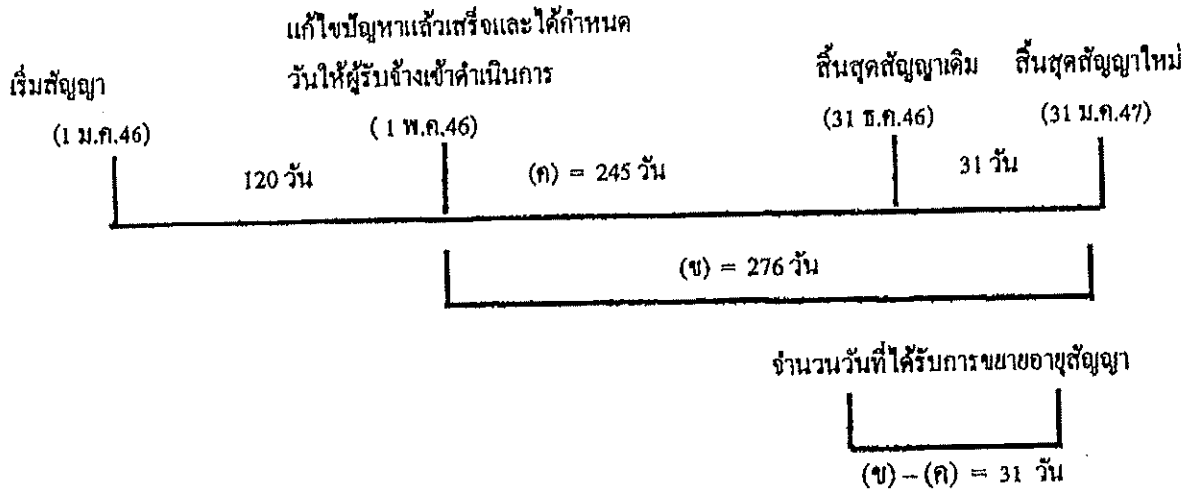 แก้ไขปัญหาแล้วเสร็จและได้กำหนด
วันให้ผู้รับจ้างเข้าดำเนินการ
เริ่มสัญญา
สิ้นสุดสัญญาเดิม
สิ้นสุดสัญญาใหม่
(1 ม.ค.46)
( 1 พ.ค.46)
(31 ธ.ค.46)
(31 ม.ค.47)
120 วัน
(ค) = 245 วัน
31 วัน
(ข) = 276 วัน
จำนวนวันที่ได้รับการขยายอายุสัญญา
(ข) – (ค) = 31 วัน